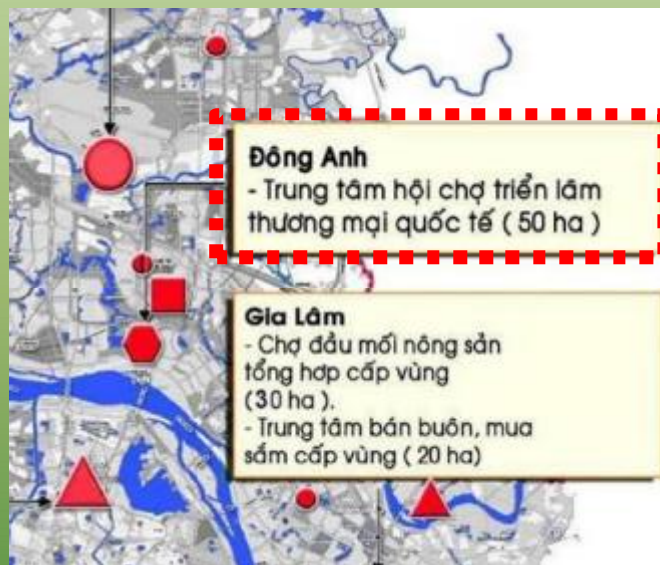 Đông Anh
- Trung tâm hội chợ triển lãm
thương mại quốc tế ( 50 ha )
Gia Lâm
- Chợ đầu mối nông sản
tổng hợp cấp vùng
(30 ha ).
- Trung tâm bán buôn, mua
sắm cấp vùng ( 20 ha)